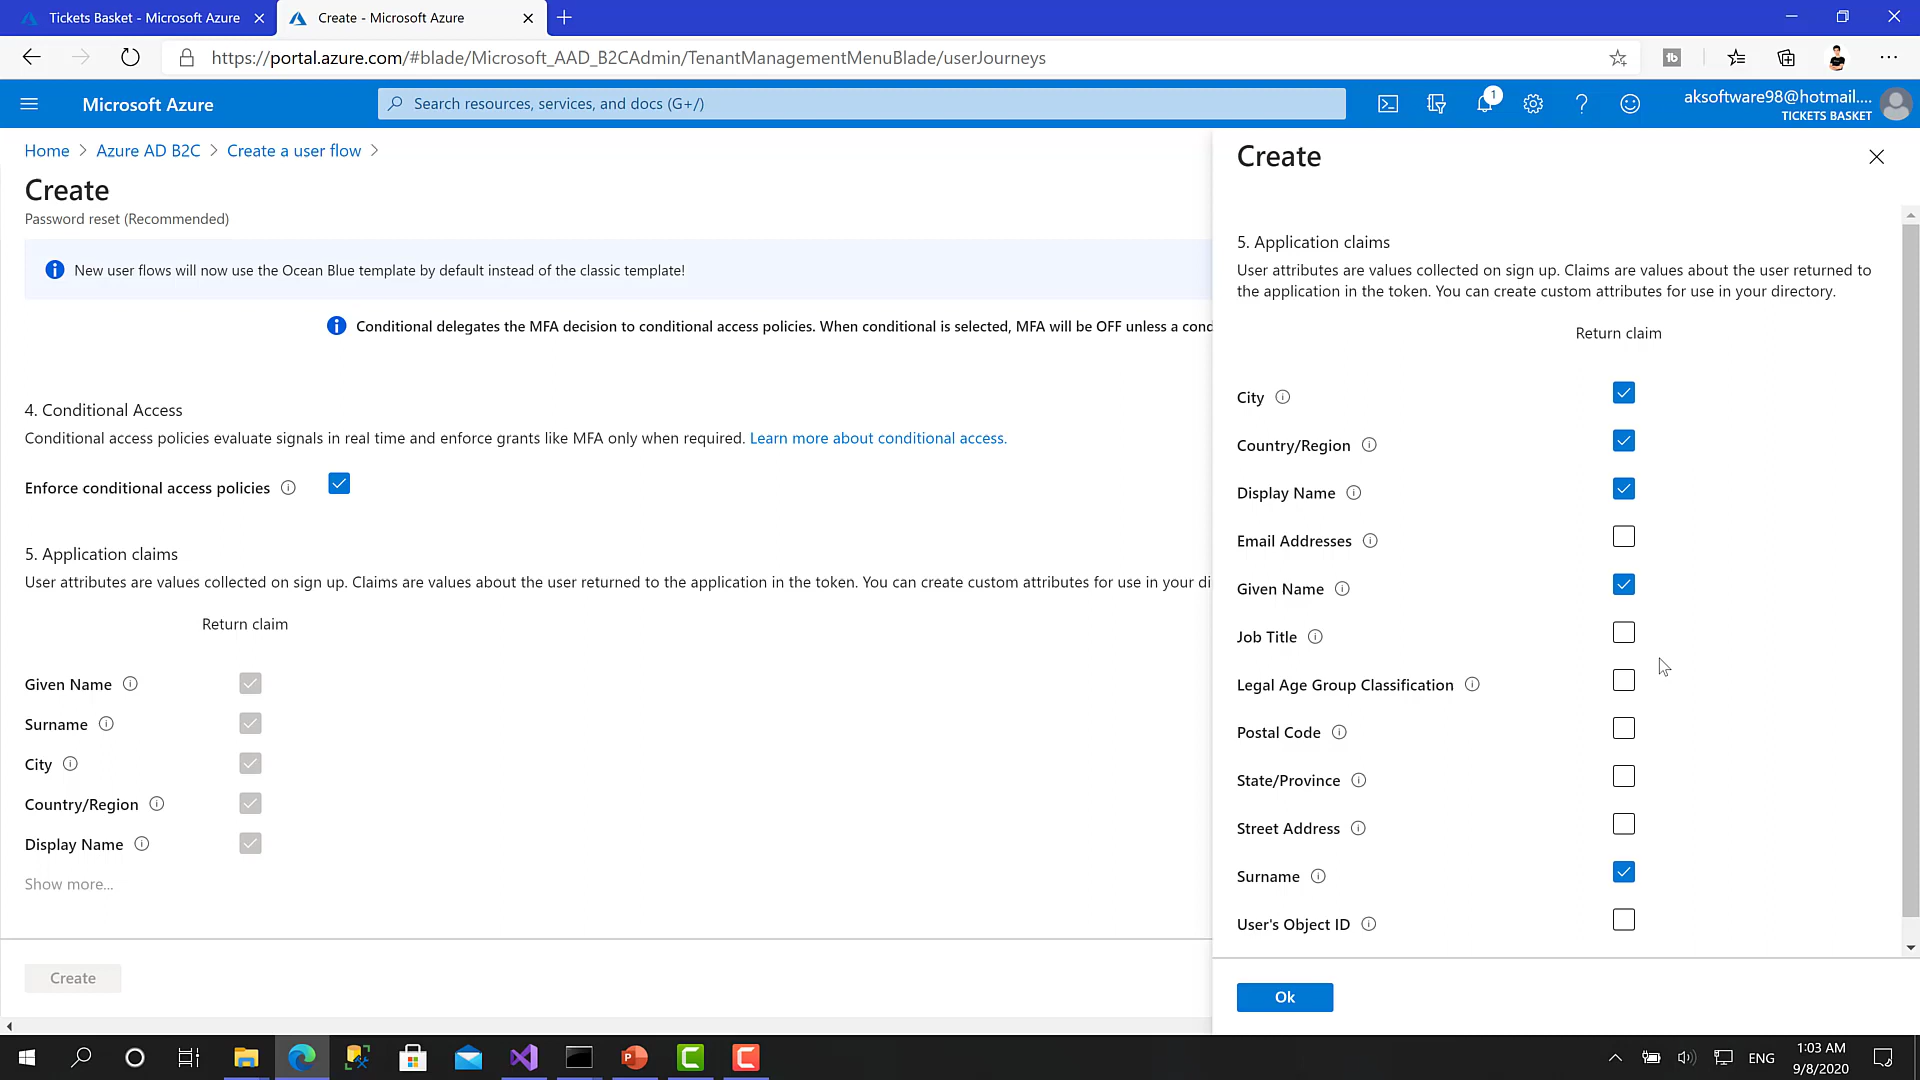 Tickets Basket - Microsoft Azure
Create - Microsoft Azure
https://portal.azure.com/#blade/Microsoft_AAD_B2CAdmin/TenantManagementMenuBlade/userJourneys
Microsoft Azure
Search resources, services, and docs (G+/)
1
aksoftware98@hotmail....
TICKETS BASKET
Home > Azure AD B2C > Create a user flow >
Create
Password reset (Recommended)
New user flows will now use the Ocean Blue template by default instead of the classic template!
Conditional delegates the MFA decision to conditional access policies. When conditional is selected, MFA will be OFF unless a cond
4. Conditional Access
Conditional access policies evaluate signals in real time and enforce grants like MFA only when required. Learn more about conditional access.
Enforce conditional access policies
5. Application claims
User attributes are values collected on sign up. Claims are values about the user returned to the application in the token. You can create custom attributes for use in your di
Return claim
Given Name
Surname
City
Country/Region
Display Name
Show more...
Create
Create
5. Application claims
User attributes are values collected on sign up. Claims are values about the user returned to
the application in the token. You can create custom attributes for use in your directory.
Return claim
City
Country/Region
Display Name
Email Addresses
Given Name
Job Title
Legal Age Group Classification
Postal Code
State/Province
Street Address
Surname
User's Object ID
Ok
ENG
1:03 AM
9/8/2020